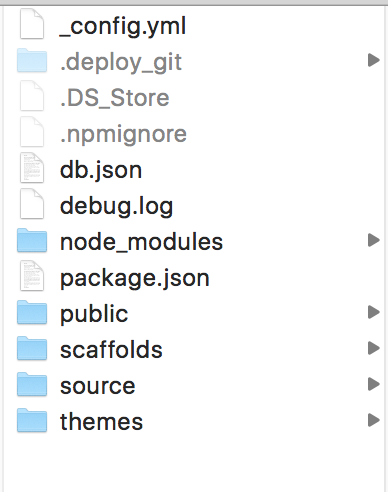 _config.yml
.deploy_git
.DS_Store
.npmignore
db.json
debug.log
node_modules
package.json
public
scaffolds
source
themes